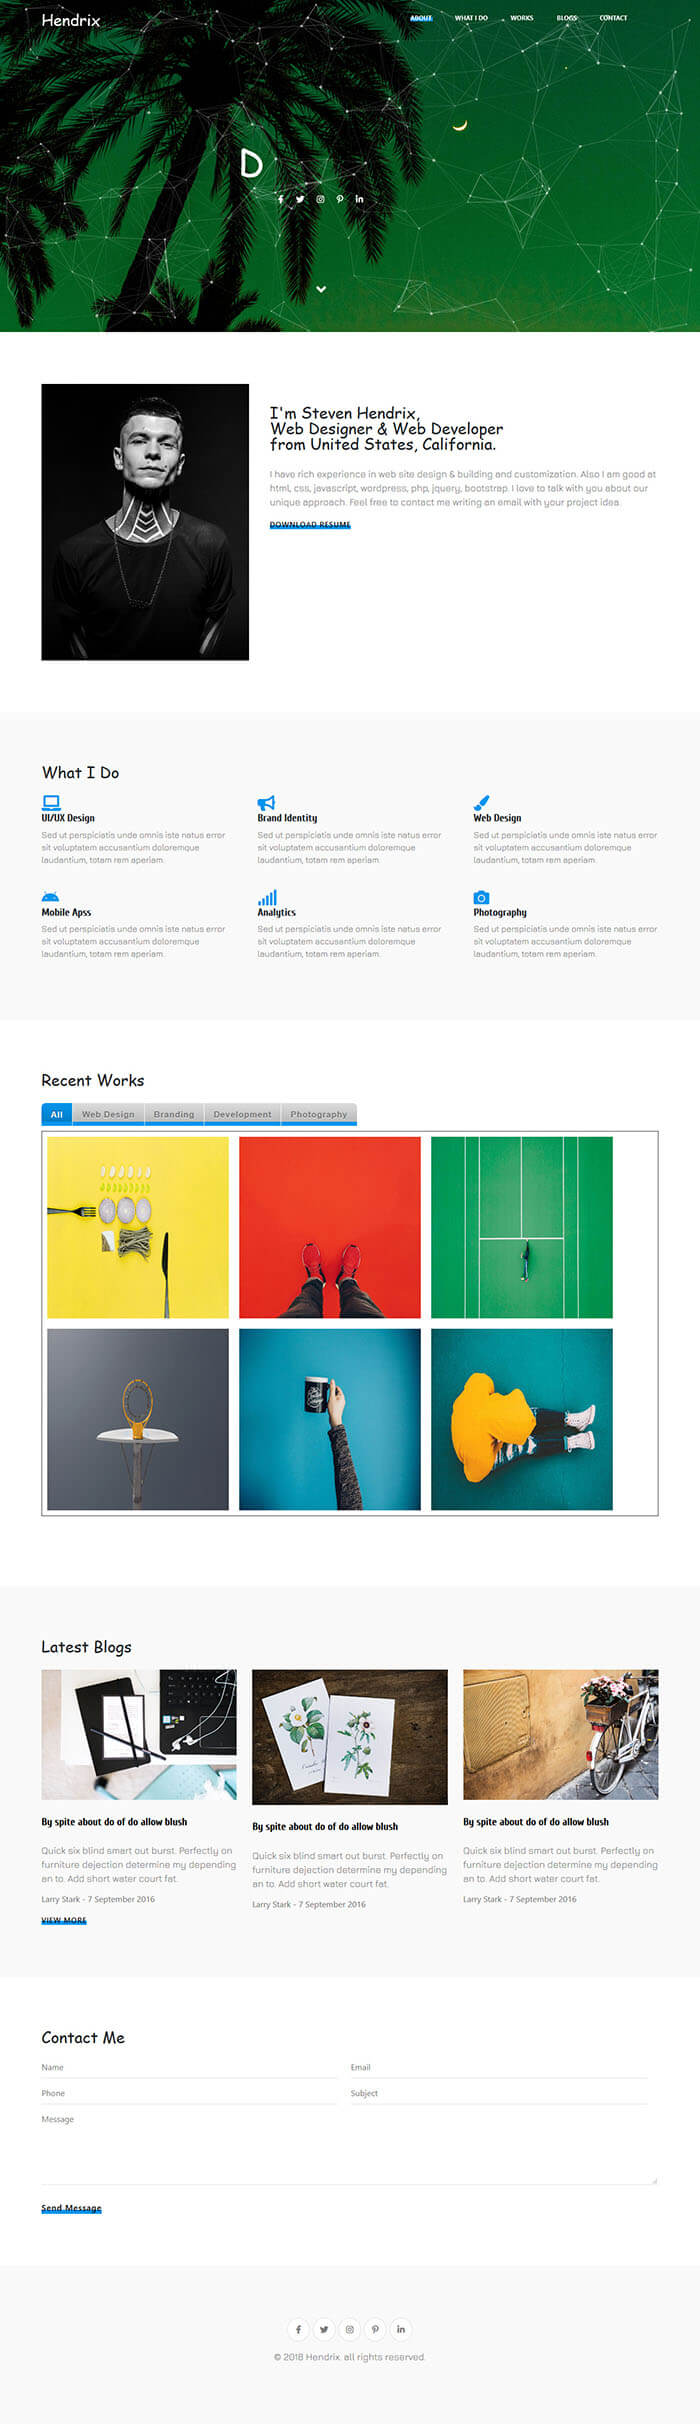 Hendrix
ABOUT WHAT I DO WORKS BLOGS CONTACT
D
I'm Steven Hendrix,
Web Designer & Web Developer
from United States, California.
I have rich experience in web site design & building and customization. Also I am good at
html, css, javascript, wordpress, php, jquery, bootstrap. I love to talk with you about our
unique approach. Feel free to contact me writing an email with your project idea.
DOWNLOAD RESUME
What I Do
UI/UX Design
Sed ut perspiciatis unde omnis iste natus error
sit voluptatem accusantium doloremque
laudantium, totam rem aperiam.
Brand Identity
Sed ut perspiciatis unde omnis iste natus error
sit voluptatem accusantium doloremque
laudantium, totam rem aperiam.
Web Design
Sed ut perspiciatis unde omnis iste natus error
sit voluptatem accusantium doloremque
laudantium, totam rem aperiam.
Mobile Apss
Sed ut perspiciatis unde omnis iste natus error
sit voluptatem accusantium doloremque
laudantium, totam rem aperiam.
Analytics
Sed ut perspiciatis unde omnis iste natus error
sit voluptatem accusantium doloremque
laudantium, totam rem aperiam.
Photography
Sed ut perspiciatis unde omnis iste natus error
sit voluptatem accusantium doloremque
laudantium, totam rem aperiam.
Recent Works
All Web Design Branding Development Photography
Latest Blogs
By spite about do of do allow blush
Quick six blind smart out burst. Perfectly on
furniture dejection determine my depending
an to. Add short water court fat.
Larry Stark - 7 September 2016
VIEW MORE
By spite about do of do allow blush
Quick six blind smart out burst. Perfectly on
furniture dejection determine my depending
an to. Add short water court fat.
Larry Stark - 7 September 2016
By spite about do of do allow blush
Quick six blind smart out burst. Perfectly on
furniture dejection determine my depending
an to. Add short water court fat.
Larry Stark - 7 September 2016
Contact Me
Name Email
Phone Subject
Message
Send Message
© 2018 Hendrix. all rights reserved.